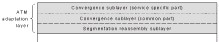 Convergence sublayer (service specific part)
ATM
adaptation
layer
Convergence sublayer (common part)
Segmentation reassembly sublayer